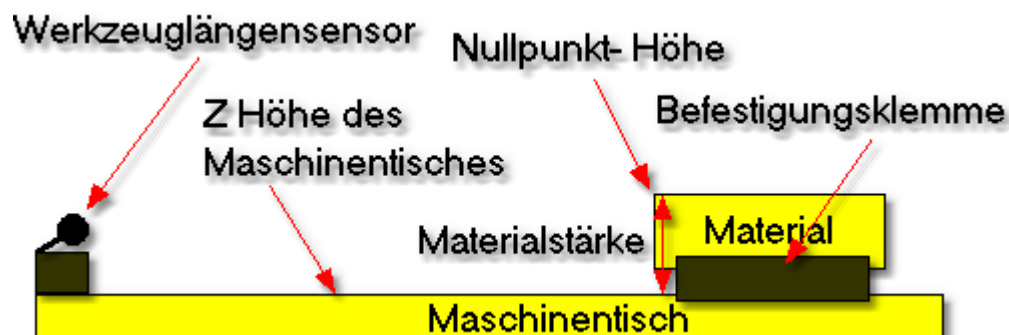 Werkzeuglängensensor
Nullpunkt- Höhe
Z Höhe des
Maschinentisches
Befestigungsklemme
Materialstärke
Material
Maschinentisch